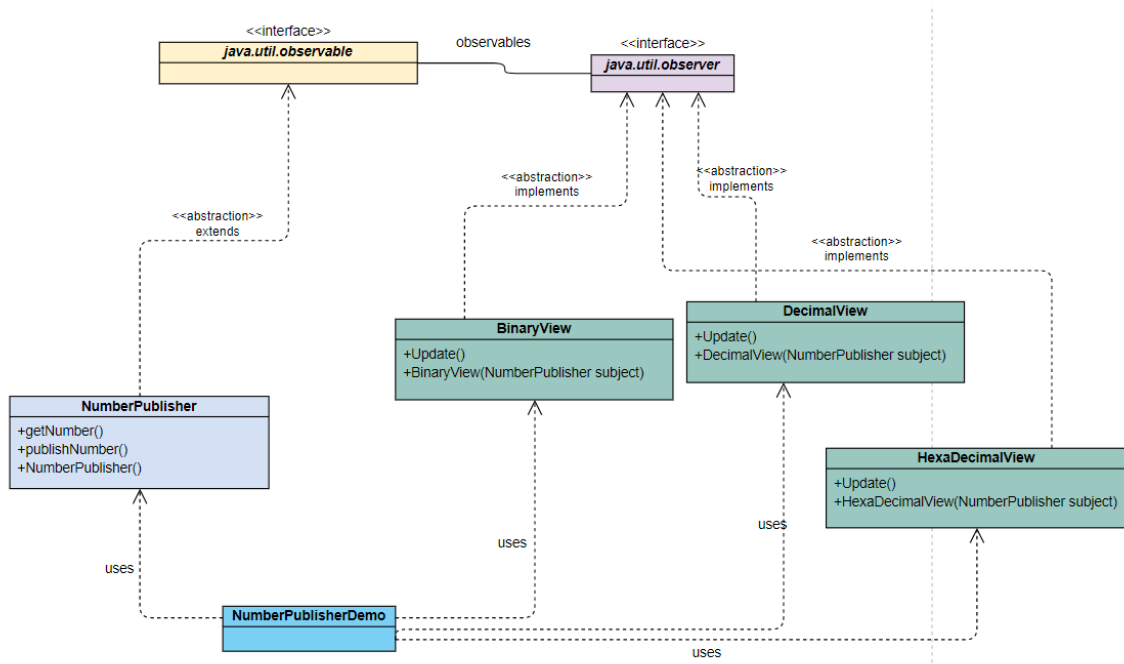 <<interface>>
java.util.observable
observables
<<interface>>
java.util.observer
<<abstraction>>
extends
<<abstraction>>
implements
<<abstraction>>
implements
<<abstraction>>
implements
NumberPublisher
+getNumber()
+publishNumber()
+NumberPublisher()
BinaryView
+Update()
+BinaryView(NumberPublisher subject)
DecimalView
+Update()
+DecimalView(NumberPublisher subject)
HexaDecimalView
+Update()
+HexaDecimalView(NumberPublisher subject)
uses
uses
uses
uses
NumberPublisherDemo